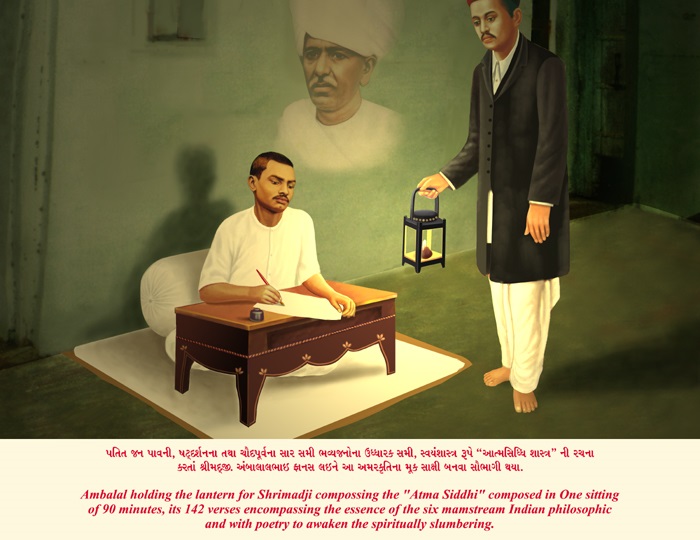 પતિત જન પાવની, ષટ્દર્શનના તથા ચૌદપૂર્વના સાર સમી ભવ્યજનોના ઉધ્ધારક સમી, સ્વયંશાસ્ત્ર રૂપે “આત્મસિધ્ધિ શાસ્ત્ર” ની રચના
કરતાં શ્રીમદ્જી. અંબાલાલભાઇ ફાનસ લઇને આ અમરકૃતિના મૂક સાક્ષી બનવા સોભાગી થયા.
Ambalal holding the lantern for Shrimadji compossing the "Atma Siddhi" composed in One sitting
of 90 minutes, its 142 verses encompassing the essence of the six mamstream Indian philosophic
and with poetry to awaken the spiritually slumbering.